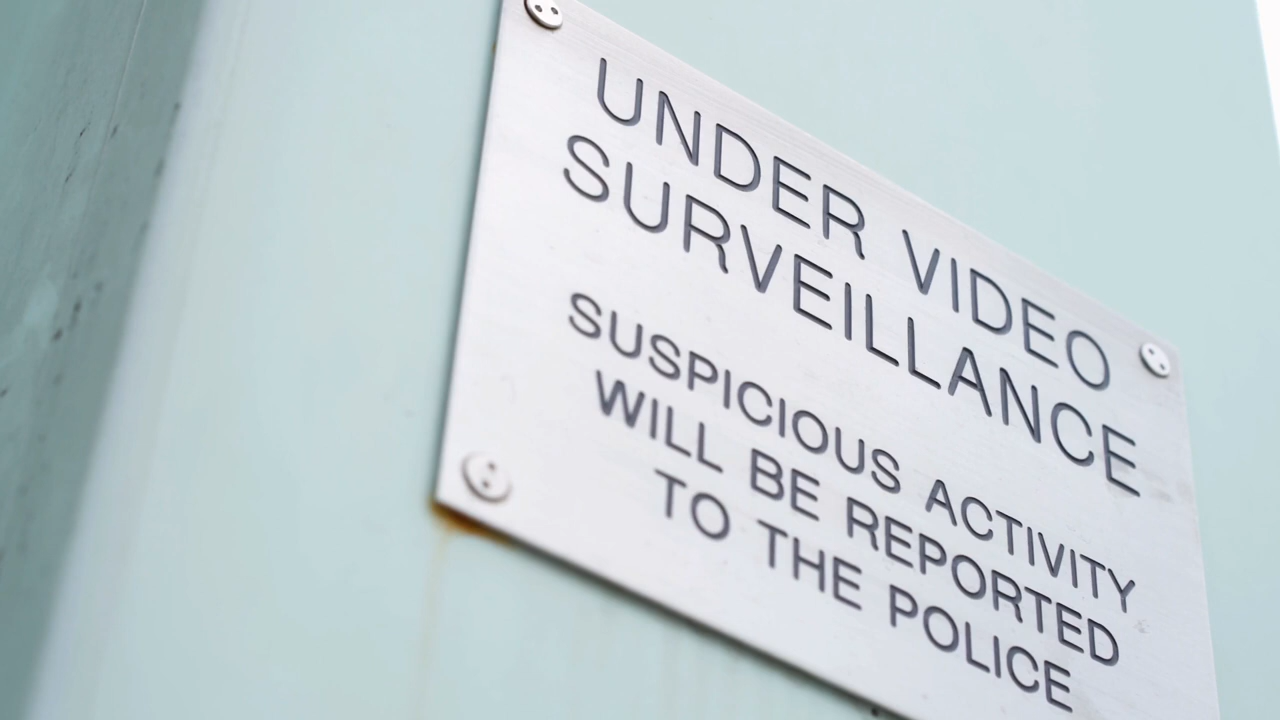 UNDER VIDEO
SURVEILLANCE
SUSPICIOUS ACTIVITY
WILL BE REPORTED
TO THE POLICE